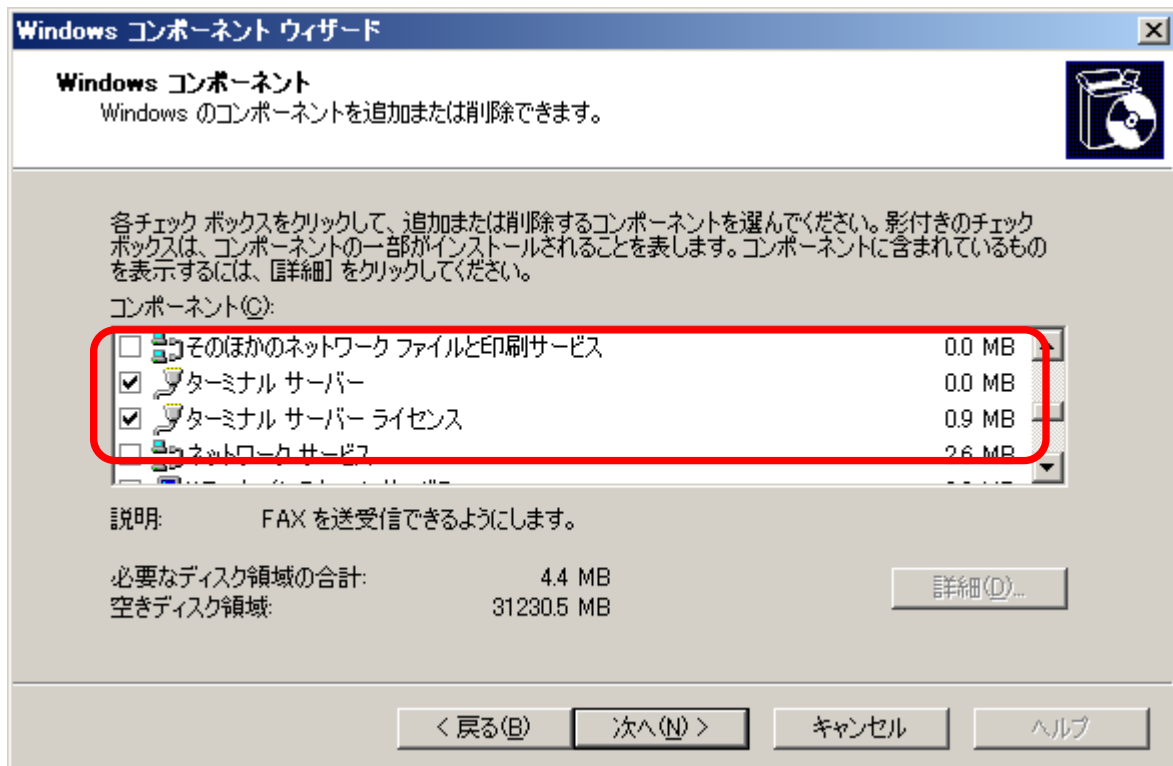 Windows コンポーネント ウィザード
Windows コンポーネント
Windows のコンポーネントを追加または削除できます。
各チェック ボックスをクリックして、追加または削除するコンポーネントを選んでください。影付きのチェック
ボックスは、コンポーネントの一部がインストールされることを表します。コンポーネントに含まれているもの
を表示するには、[詳細] をクリックしてください。
コンポーネント(C):
そのほかのネットワーク ファイルと印刷サービス 0.0 MB
ターミナル サーバー 0.0 MB
ターミナル サーバー ライセンス 0.9 MB
ネットワーク サービス 2.6 MB
説明: FAX を送受信できるようにします。
必要なディスク領域の合計: 4.4 MB
空きディスク領域: 31230.5 MB
詳細(D)...
< 戻る(B) 次へ(N) > キャンセル ヘルプ